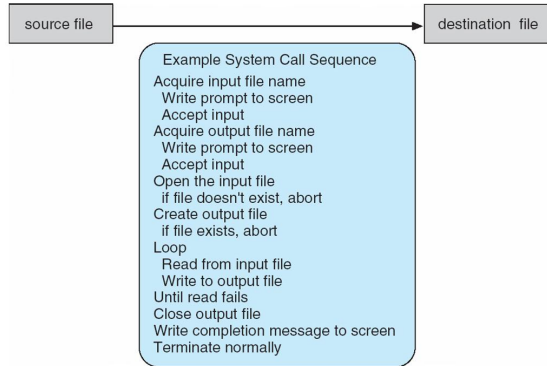 source file
destination file
Example System Call Sequence
Acquire input file name
Write prompt to screen
Accept input
Acquire output file name
Write prompt to screen
Accept input
Open the input file
if file doesn't exist, abort
Create output file
if file exists, abort
Loop
Read from input file
Write to output file
Until read fails
Close output file
Write completion message to screen
Terminate normally